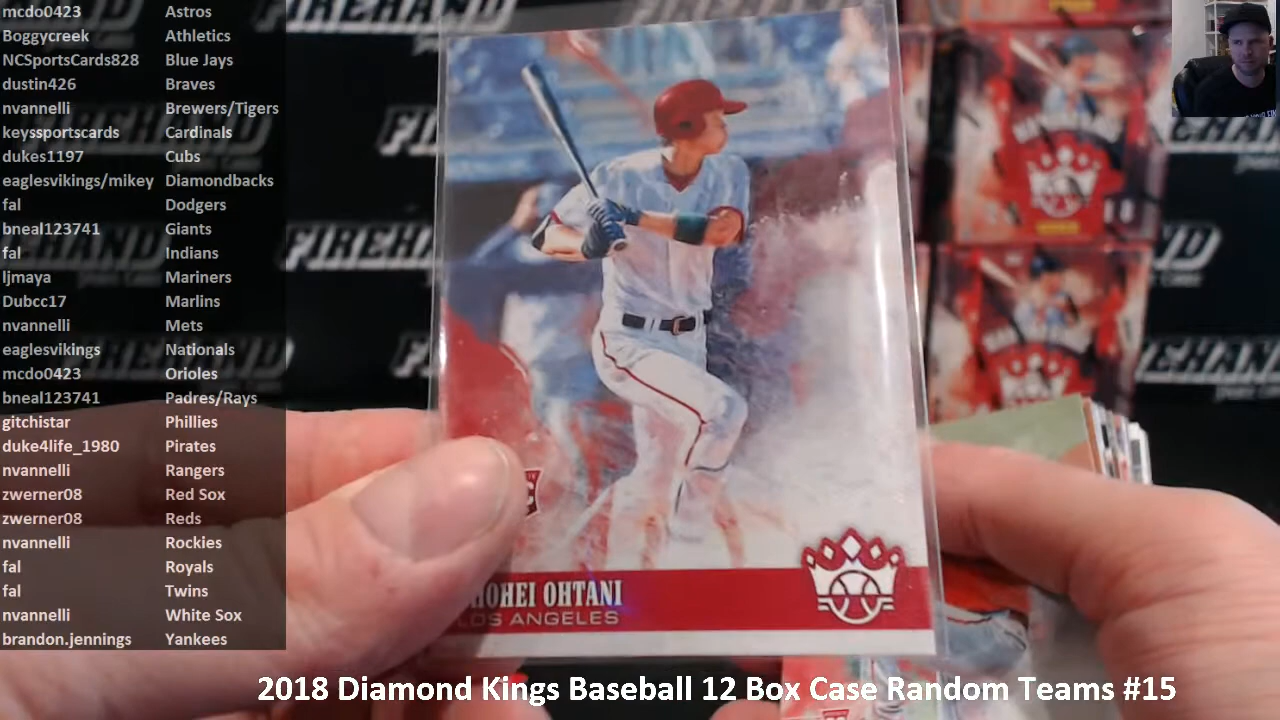 mcdo0423 Astros
Boggycreek Athletics
NCSportsCards828 Blue Jays
dustin426 Braves
nvannelli Brewers/Tigers
keyssportscards Cardinals
dukes1197 Cubs
eaglesvikings/mikey Diamondbacks
fal Dodgers
bneal123741 Giants
fal Indians
ljmaya Mariners
Dubcc17 Marlins
nvannelli Mets
eaglesvikings Nationals
mcdo0423 Orioles
bneal123741 Padres/Rays
gitchistar Phillies
duke4life_1980 Pirates
nvannelli Rangers
zwerner08 Red Sox
zwerner08 Reds
nvannelli Rockies
fal Royals
fal Twins
nvannelli White Sox
brandon.jennings Yankees
FIREHAND
HOHEI OHTANI
LOS ANGELES
2018 Diamond Kings Baseball 12 Box Case Random Teams #15